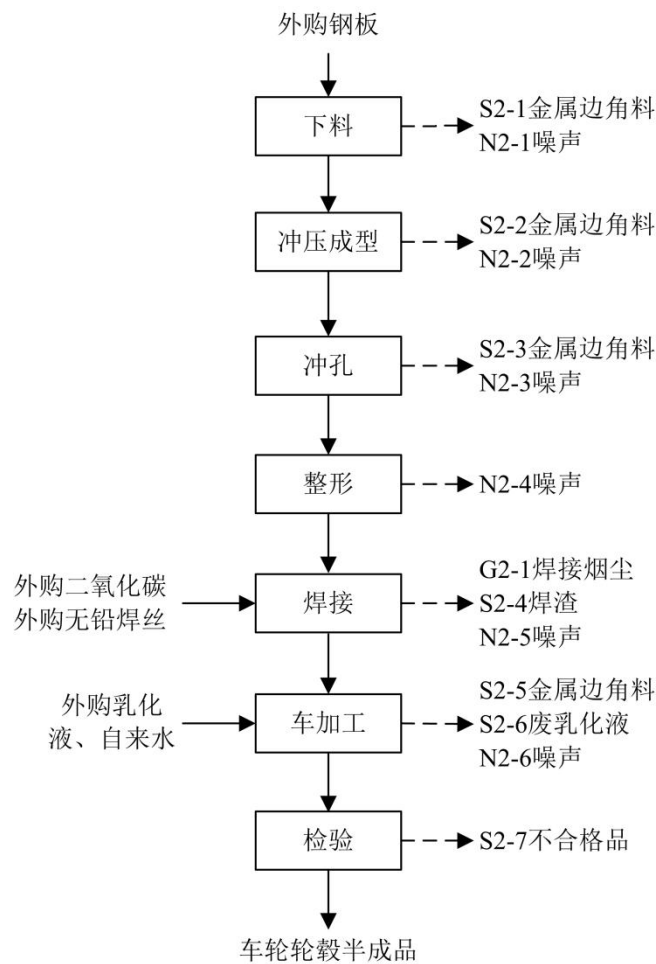 外购钢板
下料
S2-1金属边角料
N2-1噪声
冲压成型
S2-2金属边角料
N2-2噪声
冲孔
S2-3金属边角料
N2-3噪声
整形
N2-4噪声
外购二氧化碳
外购无铅焊丝
焊接
G2-1焊接烟尘
S2-4焊渣
N2-5噪声
外购乳化
液、自来水
车加工
S2-5金属边角料
S2-6废乳化液
N2-6噪声
检验
S2-7不合格品
车轮轮毂半成品